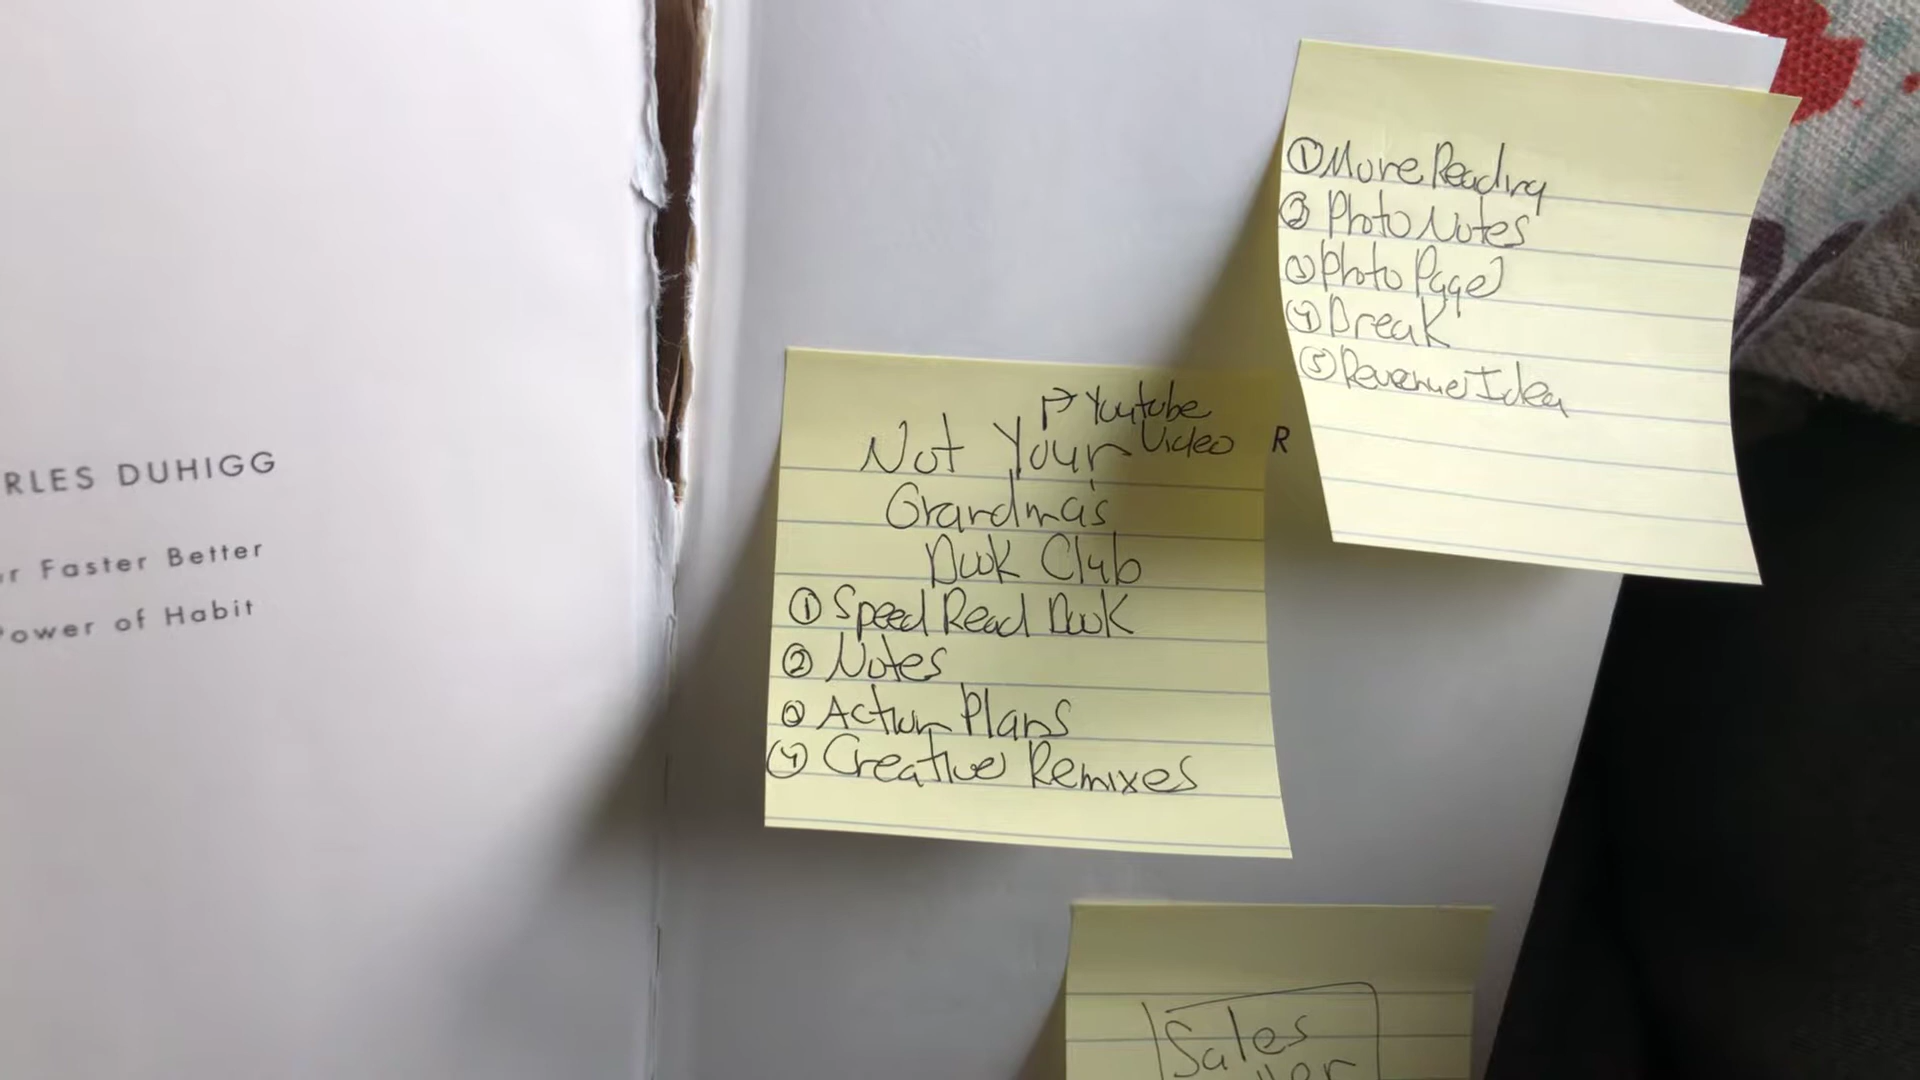 RLES DUHIGG
r Faster Better
Power of Habit
→ Youtube
Video
Not Your
Grandma's
Book Club
① Speed Read Book
② Notes
③ Action Plans
④ Creative Remixes
R
① More Reading
② Photo Notes
③ Photo Page
④ Break
⑤ Revenue Idea
Sales